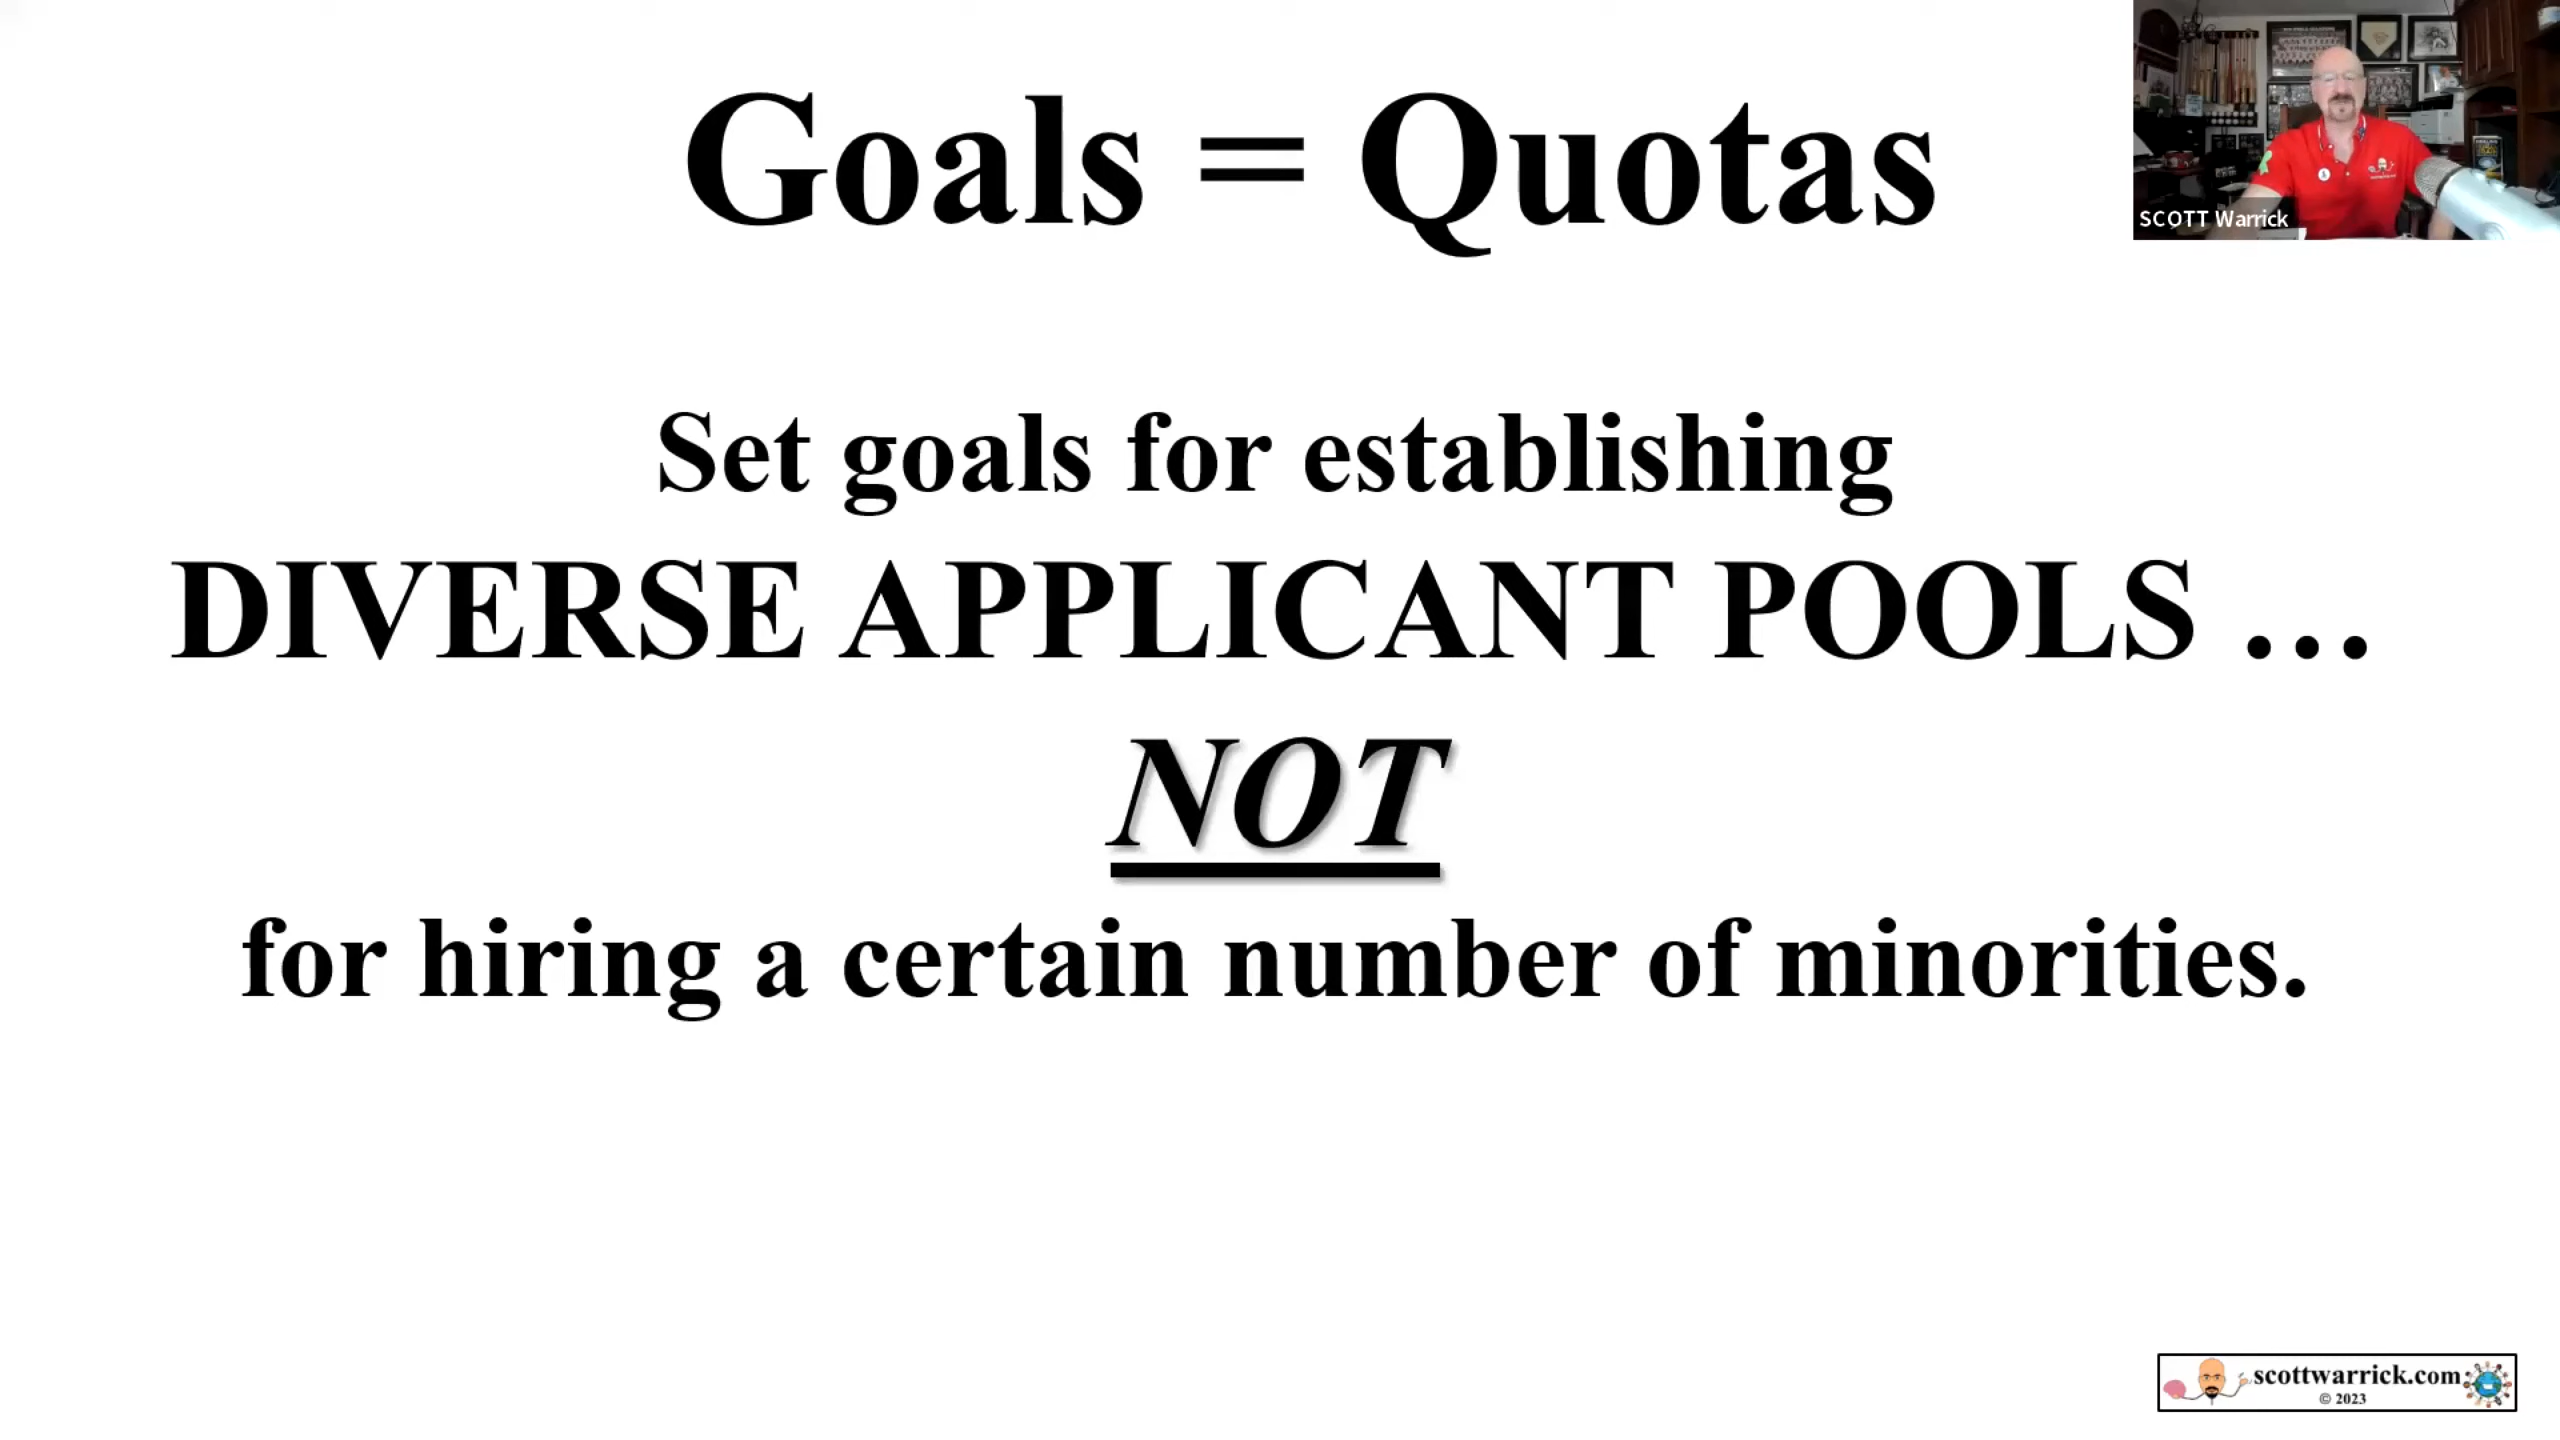 Goals = Quotas
SCOTT Warrick
Set goals for establishing
DIVERSE APPLICANT POOLS …
NOT
for hiring a certain number of minorities.
scottwarrick.com
© 2023